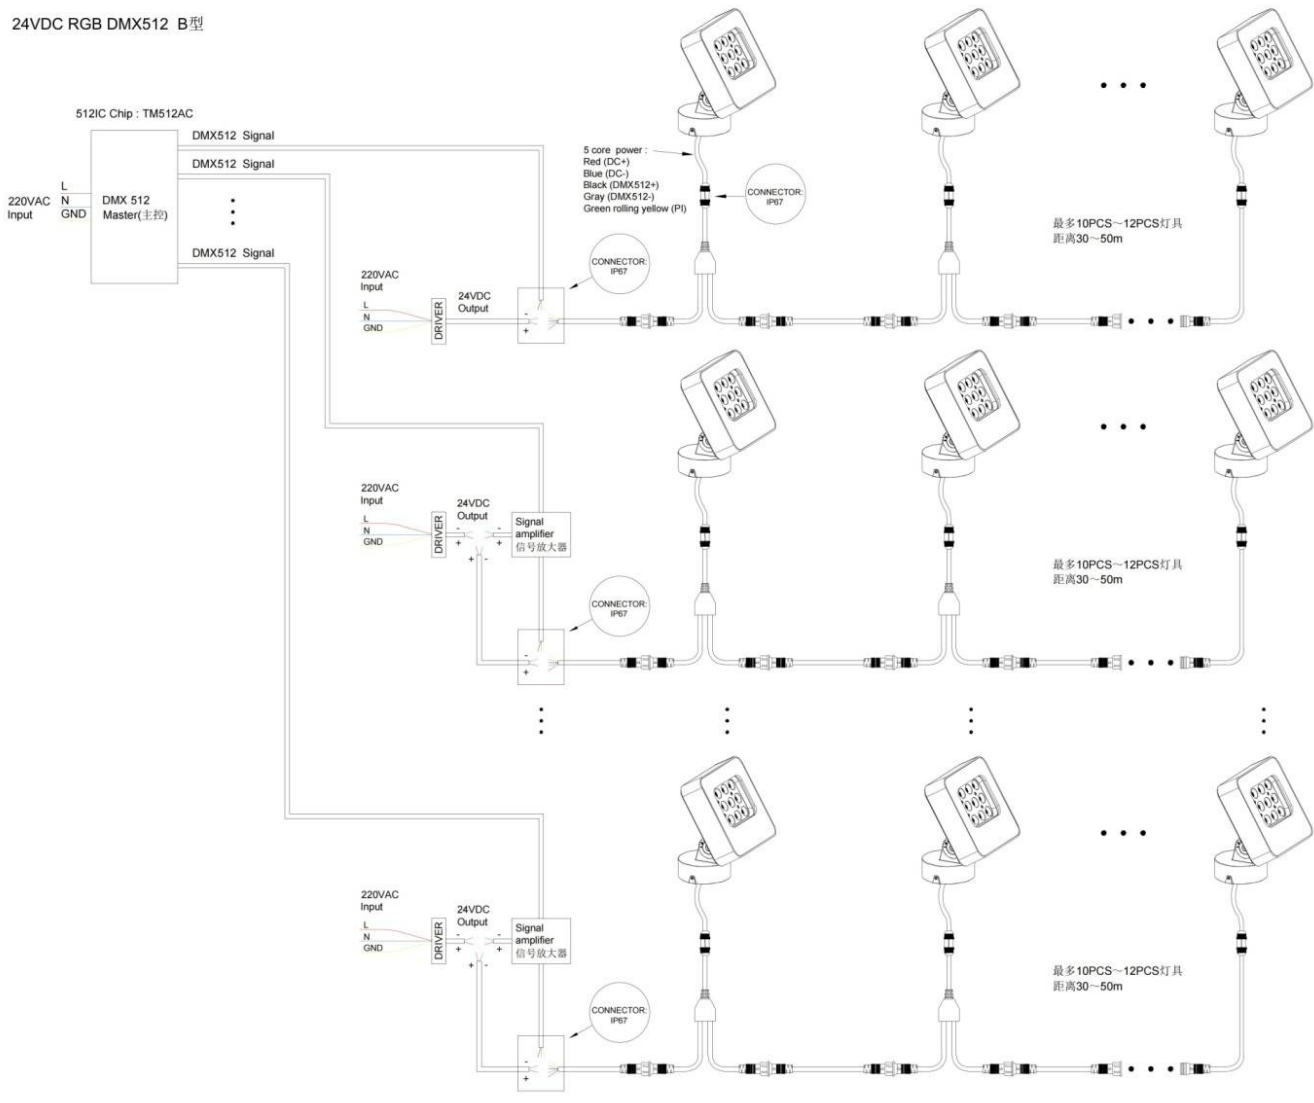 24VDC RGB DMX512 B型
512IC Chip : TM512AC
DMX512 Signal
DMX512 Signal
DMX512 Signal
220VAC
Input
L
N
GND
DMX 512
Master(主控)
5 core power :
Red (DC+)
Blue (DC-)
Black (DMX512+)
Gray (DMX512-)
Green rolling yellow (PI)
CONNECTOR:
IP67
最多10PCS～12PCS灯具
距离30～50m
CONNECTOR:
IP67
220VAC
Input
L
N
GND
DRIVER
24VDC
Output
-
+
220VAC
Input
L
N
GND
DRIVER
24VDC
Output
-
+
-
+
+ -
Signal
amplifier
信号放大器
CONNECTOR:
IP67
-
+
最多10PCS～12PCS灯具
距离30～50m
220VAC
Input
L
N
GND
DRIVER
24VDC
Output
-
+
-
+
+ -
Signal
amplifier
信号放大器
CONNECTOR:
IP67
-
+
最多10PCS～12PCS灯具
距离30～50m